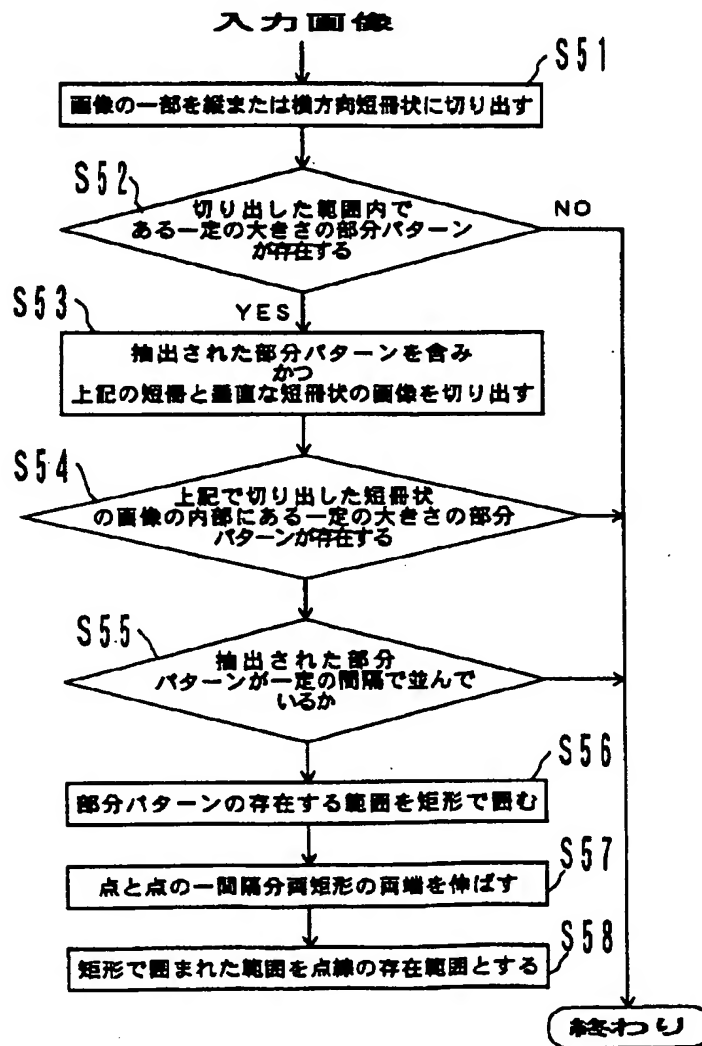 入力画像
S51
画像の一部を縦または横方向短冊状に切り出す
S52
切り出した範囲内で
ある一定の大きさの部分パターン
が存在する
NO
YES
S53
抽出された部分パターンを含み
かつ
上記の短冊と垂直な短冊状の画像を切り出す
S54
上記で切り出した短冊状
の画像の内部にある一定の大きさの部分
パターンが存在する
S55
抽出された部分
パターンが一定の間隔で並んで
いるか
S56
部分パターンの存在する範囲を矩形で囲む
S57
点と点の一間隔分両矩形の両端を伸ばす
S58
矩形で囲まれた範囲を点線の存在範囲とする
終わり